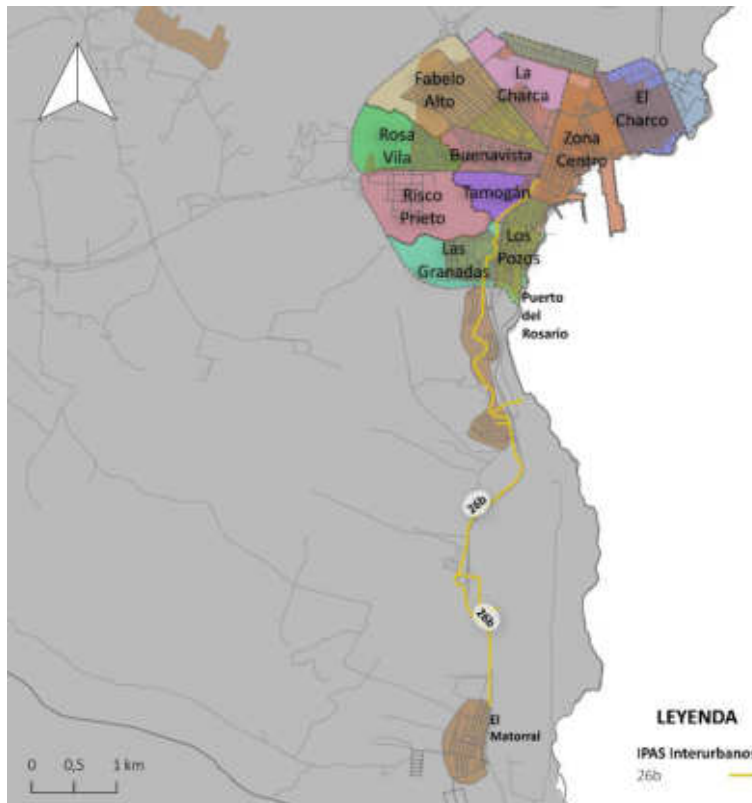 Fabelo
Alto
La
Charca
El
Charco
Zona
Centro
Rosa
Vila
Buenavista
Tamogán
Risco
Prieto
Los
Pozos
Las
Granadas
Puerto
del
Rosario
26b
26b
El
Matorral
LEYENDA
IPAS Interurbanos
26b
0 0,5 1 km